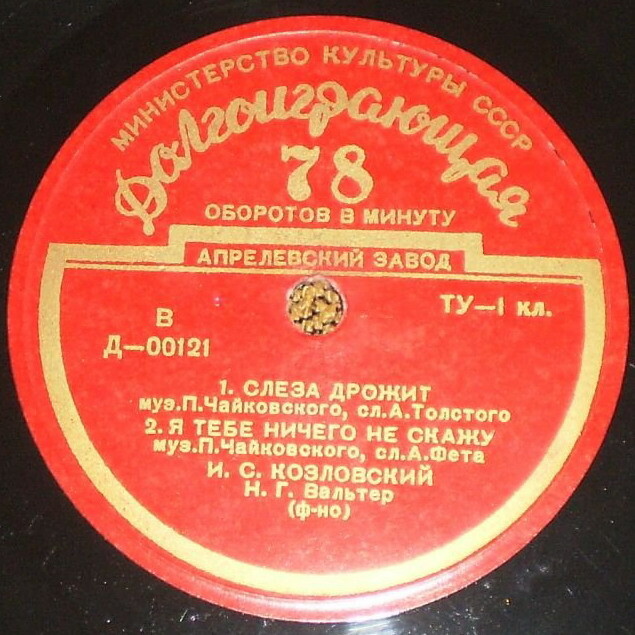 МИНИСТЕРСТВО КУЛЬТУРЫ СССР
Долгоиграющая
78
ОБОРОТОВ В МИНУТУ
АПРЕЛЕВСКИЙ ЗАВОД
В
Д—00121
ТУ—1 кл.
1. СЛЕЗА ДРОЖИТ
муз.П.Чайковского, сл.А.Толстого
2. Я ТЕБЕ НИЧЕГО НЕ СКАЖУ
муз.П.Чайковского, сл.А.Фета
И. С. КОЗЛОВСКИЙ
Н. Г. Вальтер
(ф-но)